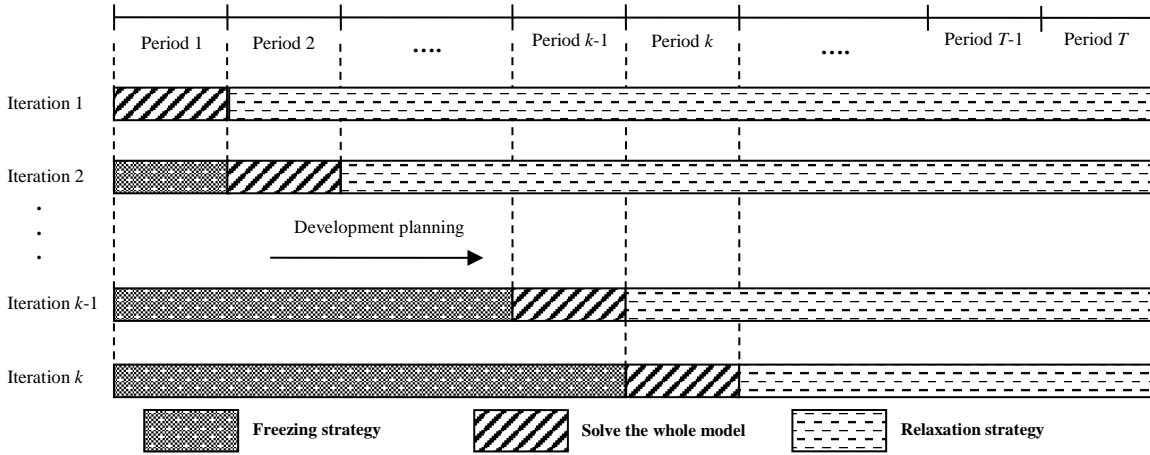 Period 1 Period 2 .... Period k-1 Period k .... Period T-1 Period T
Iteration 1
Iteration 2
.
.
.
Development planning
Iteration k-1
Iteration k
Freezing strategy Solve the whole model Relaxation strategy